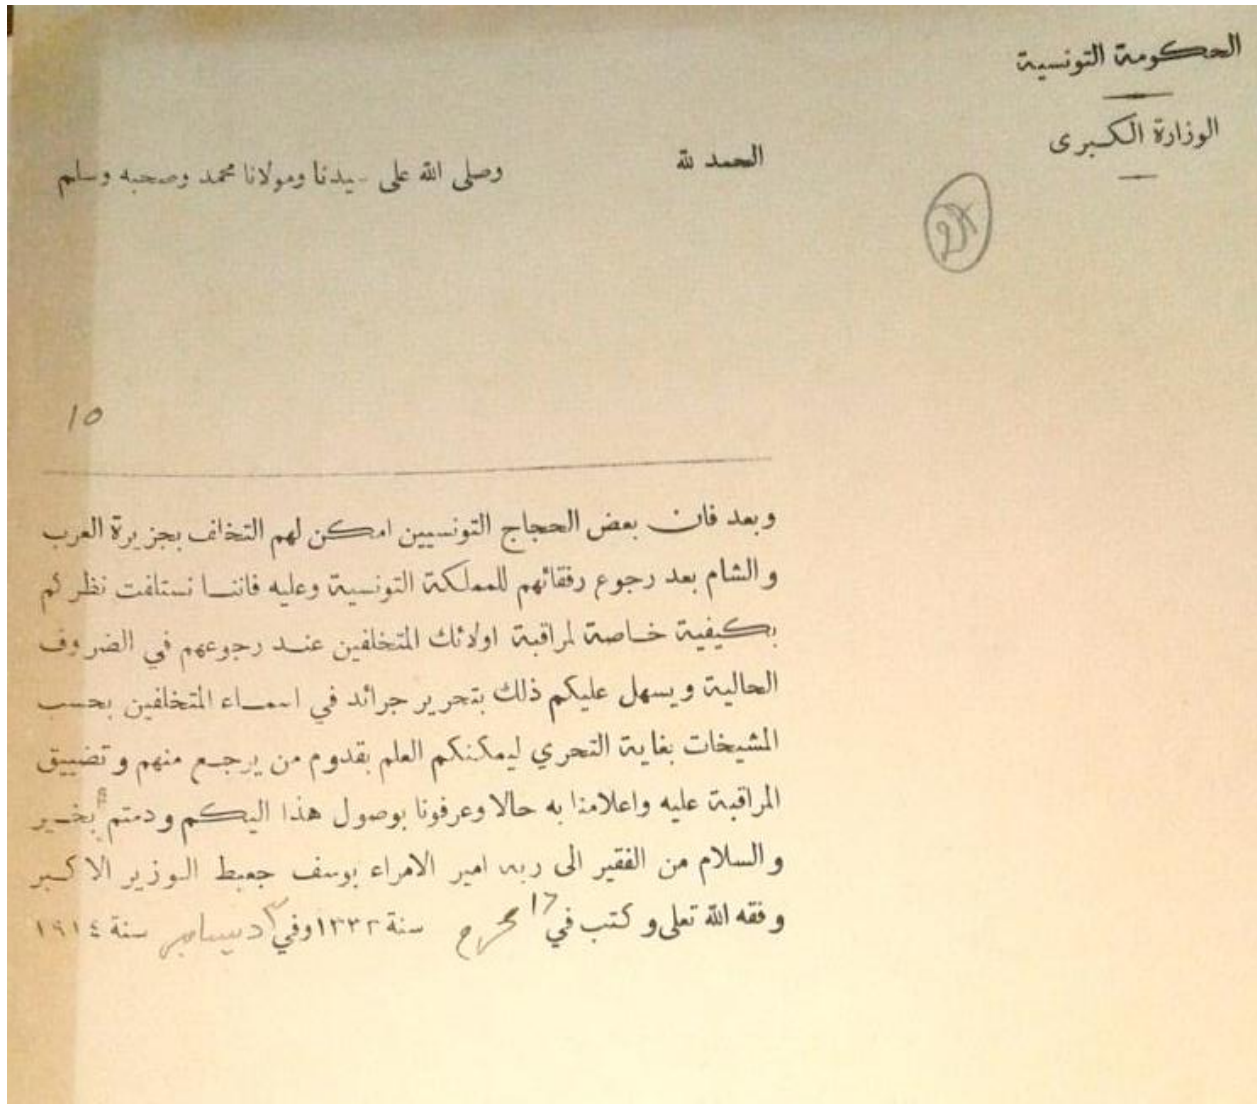 الحكومة التونسية
الوزارة الكبرى
الحمد لله
وصلى الله على سيدنا ومولانا محمد وصحبه وسلم
وبعد فان بعض الحجاج التونسيين امكن لهم التخلف بجزيرة العرب
والشام بعد رجوع رفقائهم للمملكة التونسية وعليه فاننا نستلفت نظركم
بكيفية خاصة لمراقبة اولائك المتخلفين عند رجوعهم في الضروف
الحالية ويسهل عليكم ذلك بتحرير جرائد في اسماء المتخلفين بحسب
المشيخات بغاية التحري ليمكنكم العلم بقدوم من يرجع منهم وتضييق
المراقبة عليه واعلامنا به حالا وعرفونا بوصول هذا اليكم ودمتم بخير
والسلام من الفقير الى ربه امير الامراء يوسف جعيط الوزير الاكبر
وفقه الله تعلى وكتب في محرم سنة ١٣٣٢ وفي ديسامبر سنة ١٩١٤